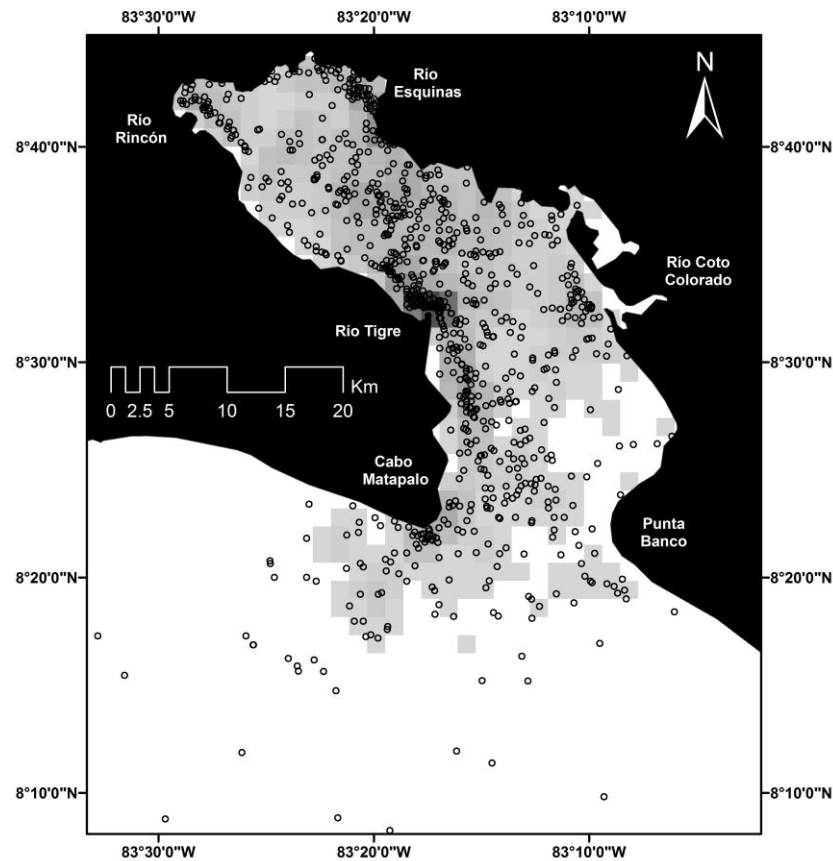 83°30'0"W 83°20'0"W 83°10'0"W
N
Río
Esquinas
Río
Rincón
8°40'0"N 8°40'0"N
Río Coto
Colorado
Río Tigre
8°30'0"N 8°30'0"N
Km
0 2.5 5 10 15 20
Cabo
Matapalo
Punta
Banco
8°20'0"N 8°20'0"N
8°10'0"N 8°10'0"N
83°30'0"W 83°20'0"W 83°10'0"W